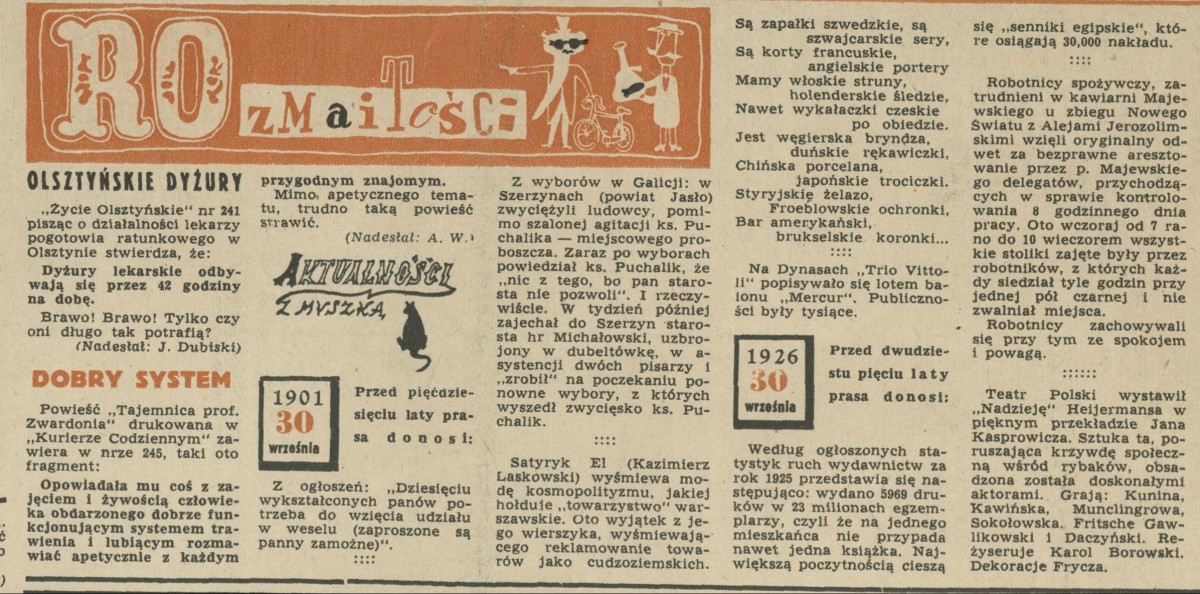 ROZMaITOŚCI
OLSZTYŃSKIE DYŻURY
„Życie Olsztyńskie" nr 241
pisząc o działalności lekarzy
pogotowia ratunkowego w
Olsztynie stwierdza, że:
Dyżury lekarskie odby-
wają się przez 42 godziny
na dobę.
Brawo! Brawo! Tylko czy
oni długo tak potrafią?
(Nadesłał: J. Dubiski)
DOBRY SYSTEM
Powieść „Tajemnica prof.
Zwardonia" drukowana w
„Kurierze Codziennym" za-
wiera w nrze 245, taki oto
fragment:
Opowiadała mu coś z za-
jęciem i żywością człowie-
ka obdarzonego dobrze fun-
kcjonującym systemem tra-
wienia i lubiącym rozma-
wiać apetycznie z każdym
przygodnym znajomym.
Mimo apetycznego tema-
tu, trudno taką powieść
strawić.
(Nadesłał: A. W.)
AKTUALNOŚCI
Z MYSZKĄ
1901
30
września
Przed pięćdzie-
sięciu laty pra-
sa donosi:
Z ogłoszeń: „Dziesięciu
wykształconych panów po-
trzeba do wzięcia udziału
w weselu (zaproszone są
panny zamożne)".
::::
Z wyborów w Galicji: w
Szerzynach (powiat Jasło)
zwyciężyli ludowcy, pomi-
mo szalonej agitacji ks. Pu-
chalika — miejscowego pro-
boszcza. Zaraz po wyborach
powiedział ks. Puchalik, że
„nic z tego, bo pan staro-
sta nie pozwoli". I rzeczy-
wiście. W tydzień później
zajechał do Szerzyn staro-
sta hr Michałowski, uzbro-
jony w dubeltówkę, w a-
systencji dwóch pisarzy i
„zrobił" na poczekaniu po-
nowne wybory, z których
wyszedł zwycięsko ks. Pu-
chalik.
::::
Satyryk El (Kazimierz
Laskowski) wyśmiewa mo-
dę kosmopolityzmu, jakiej
hołduje „towarzystwo" war-
szawskie. Oto wyjątek z je-
go wierszyka, wyśmiewają-
cego reklamowanie towa-
rów jako cudzoziemskich.
Są zapałki szwedzkie, są
szwajcarskie sery,
Są korty francuskie,
angielskie portery
Mamy włoskie struny,
holenderskie śledzie,
Nawet wykałaczki czeskie
po obiedzie.
Jest węgierska bryndza,
duńskie rękawiczki,
Chińska porcelana,
japońskie trociczki.
Styryjskię żelazo,
Froeblowskie ochronki,
Bar amerykański,
brukselskie koronki...
::::
Na Dynasach „Trio Vitto-
li" popisywało się lotem ba-
lonu „Mercur". Publiczno-
ści były tysiące.
1926
30
września
Przed dwudzie-
stu pięciu laty
prasa donosi:
Według ogłoszonych sta-
tystyk ruch wydawnictw za
rok 1925 przedstawia się na-
stępująco: wydano 5969 dru-
ków w 23 milionach egzem-
plarzy, czyli że na jednego
mieszkańca nie przypada
nawet jedna książka. Naj-
większą poczytnością cieszą
się „senniki egipskie", któ-
re osiągają 30,000 nakładu.
::::
Robotnicy spożywczy, za-
trudnieni w kawiarni Maje-
wskiego u zbiegu Nowego
Światu z Alejami Jerozolim-
skimi wzięli oryginalny od-
wet za bezprawne areszto-
wanie przez p. Majewskie-
go delegatów, przychodzą-
cych w sprawie kontrolo-
wania 8 godzinnego dnia
pracy. Oto wczoraj od 7 ra-
no do 10 wieczorem wszyst-
kie stoliki zajęte były przez
robotników, z których każ-
dy siedział tyle godzin przy
jednej pół czarnej i nie
zwalniał miejsca.
Robotnicy zachowywali
się przy tym ze spokojem
i powagą.
::::::
Teatr Polski wystawił
„Nadzieję" Heijermansa w
pięknym przekładzie Jana
Kasprowicza. Sztuka ta, po-
ruszająca krzywdę społecz-
ną wśród rybaków, obsa-
dzona została doskonałymi
aktorami. Grają: Kunina,
Kawińska, Munclingrowa,
Sokołowska. Fritsche Gaw-
likowski i Daczyński. Re-
żyseruje Karol Borowski.
Dekoracje Frycza.